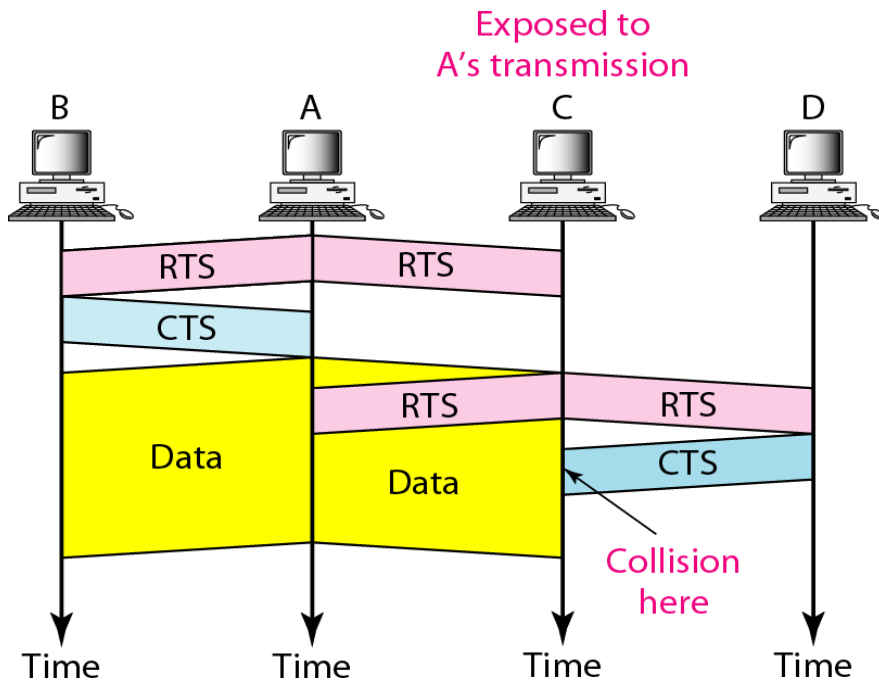 Exposed to
A's transmission
B
A
C
D
RTS
RTS
CTS
RTS
RTS
Data
Data
CTS
Collision
here
Time
Time
Time
Time